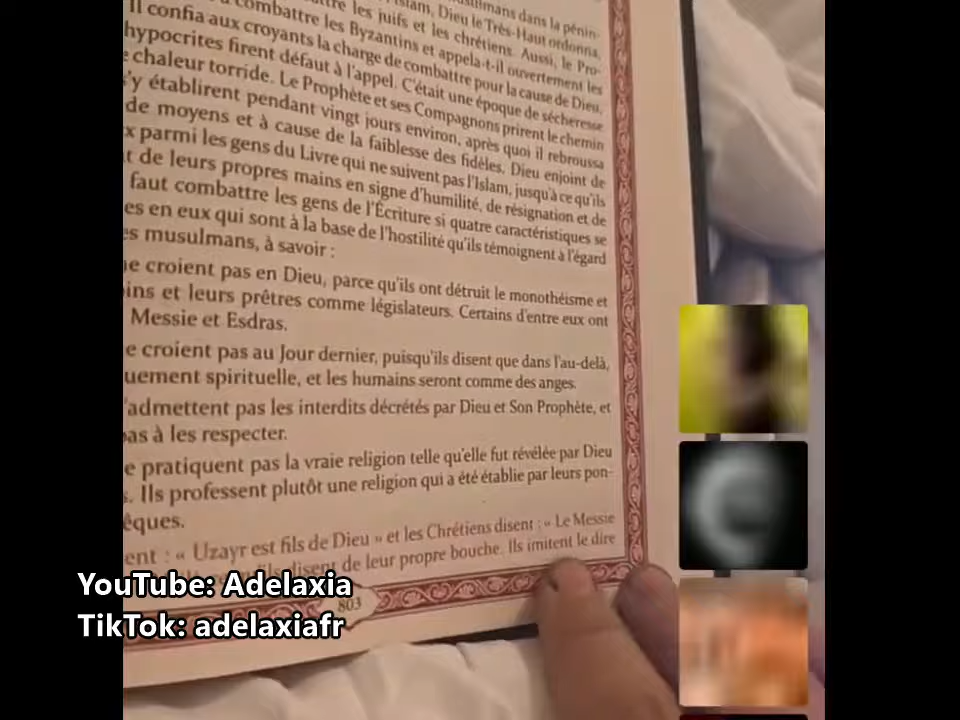 Islam, Dieu le Très-Haut ordonna,
combattre les juifs et les chrétiens. Aussi, le Pro-
combattre les Byzantins et appela-t-il ouvertement les
Il confia aux croyants la charge de combattre pour la cause de Dieu.
hypocrites firent défaut à l'appel. C'était une époque de sécheresse
chaleur torride. Le Prophète et ses Compagnons prirent le chemin
s'y établirent pendant vingt jours environ, après quoi il rebroussa
de moyens et à cause de la faiblesse des fidèles. Dieu enjoint de
x parmi les gens du Livre qui ne suivent pas l'Islam, jusqu'à ce qu'ils
t de leurs propres mains en signe d'humilité, de résignation et de
faut combattre les gens de l'Écriture si quatre caractéristiques se
es en eux qui sont à la base de l'hostilité qu'ils témoignent à l'égard
s musulmans, à savoir :
e croient pas en Dieu, parce qu'ils ont détruit le monothéisme et
ins et leurs prêtres comme législateurs. Certains d'entre eux ont
Messie et Esdras.
e croient pas au Jour dernier, puisqu'ils disent que dans l'au-delà,
uement spirituelle, et les humains seront comme des anges.
'admettent pas les interdits décrétés par Dieu et Son Prophète, et
pas à les respecter.
e pratiquent pas la vraie religion telle qu'elle fut révélée par Dieu
s. Ils professent plutôt une religion qui a été établie par leurs pon-
êques.
ent : « Uzayr est fils de Dieu » et les Chrétiens disent : « Le Messie
disent de leur propre bouche. Ils imitent le dire
803
YouTube: Adelaxia
TikTok: adelaxiafr